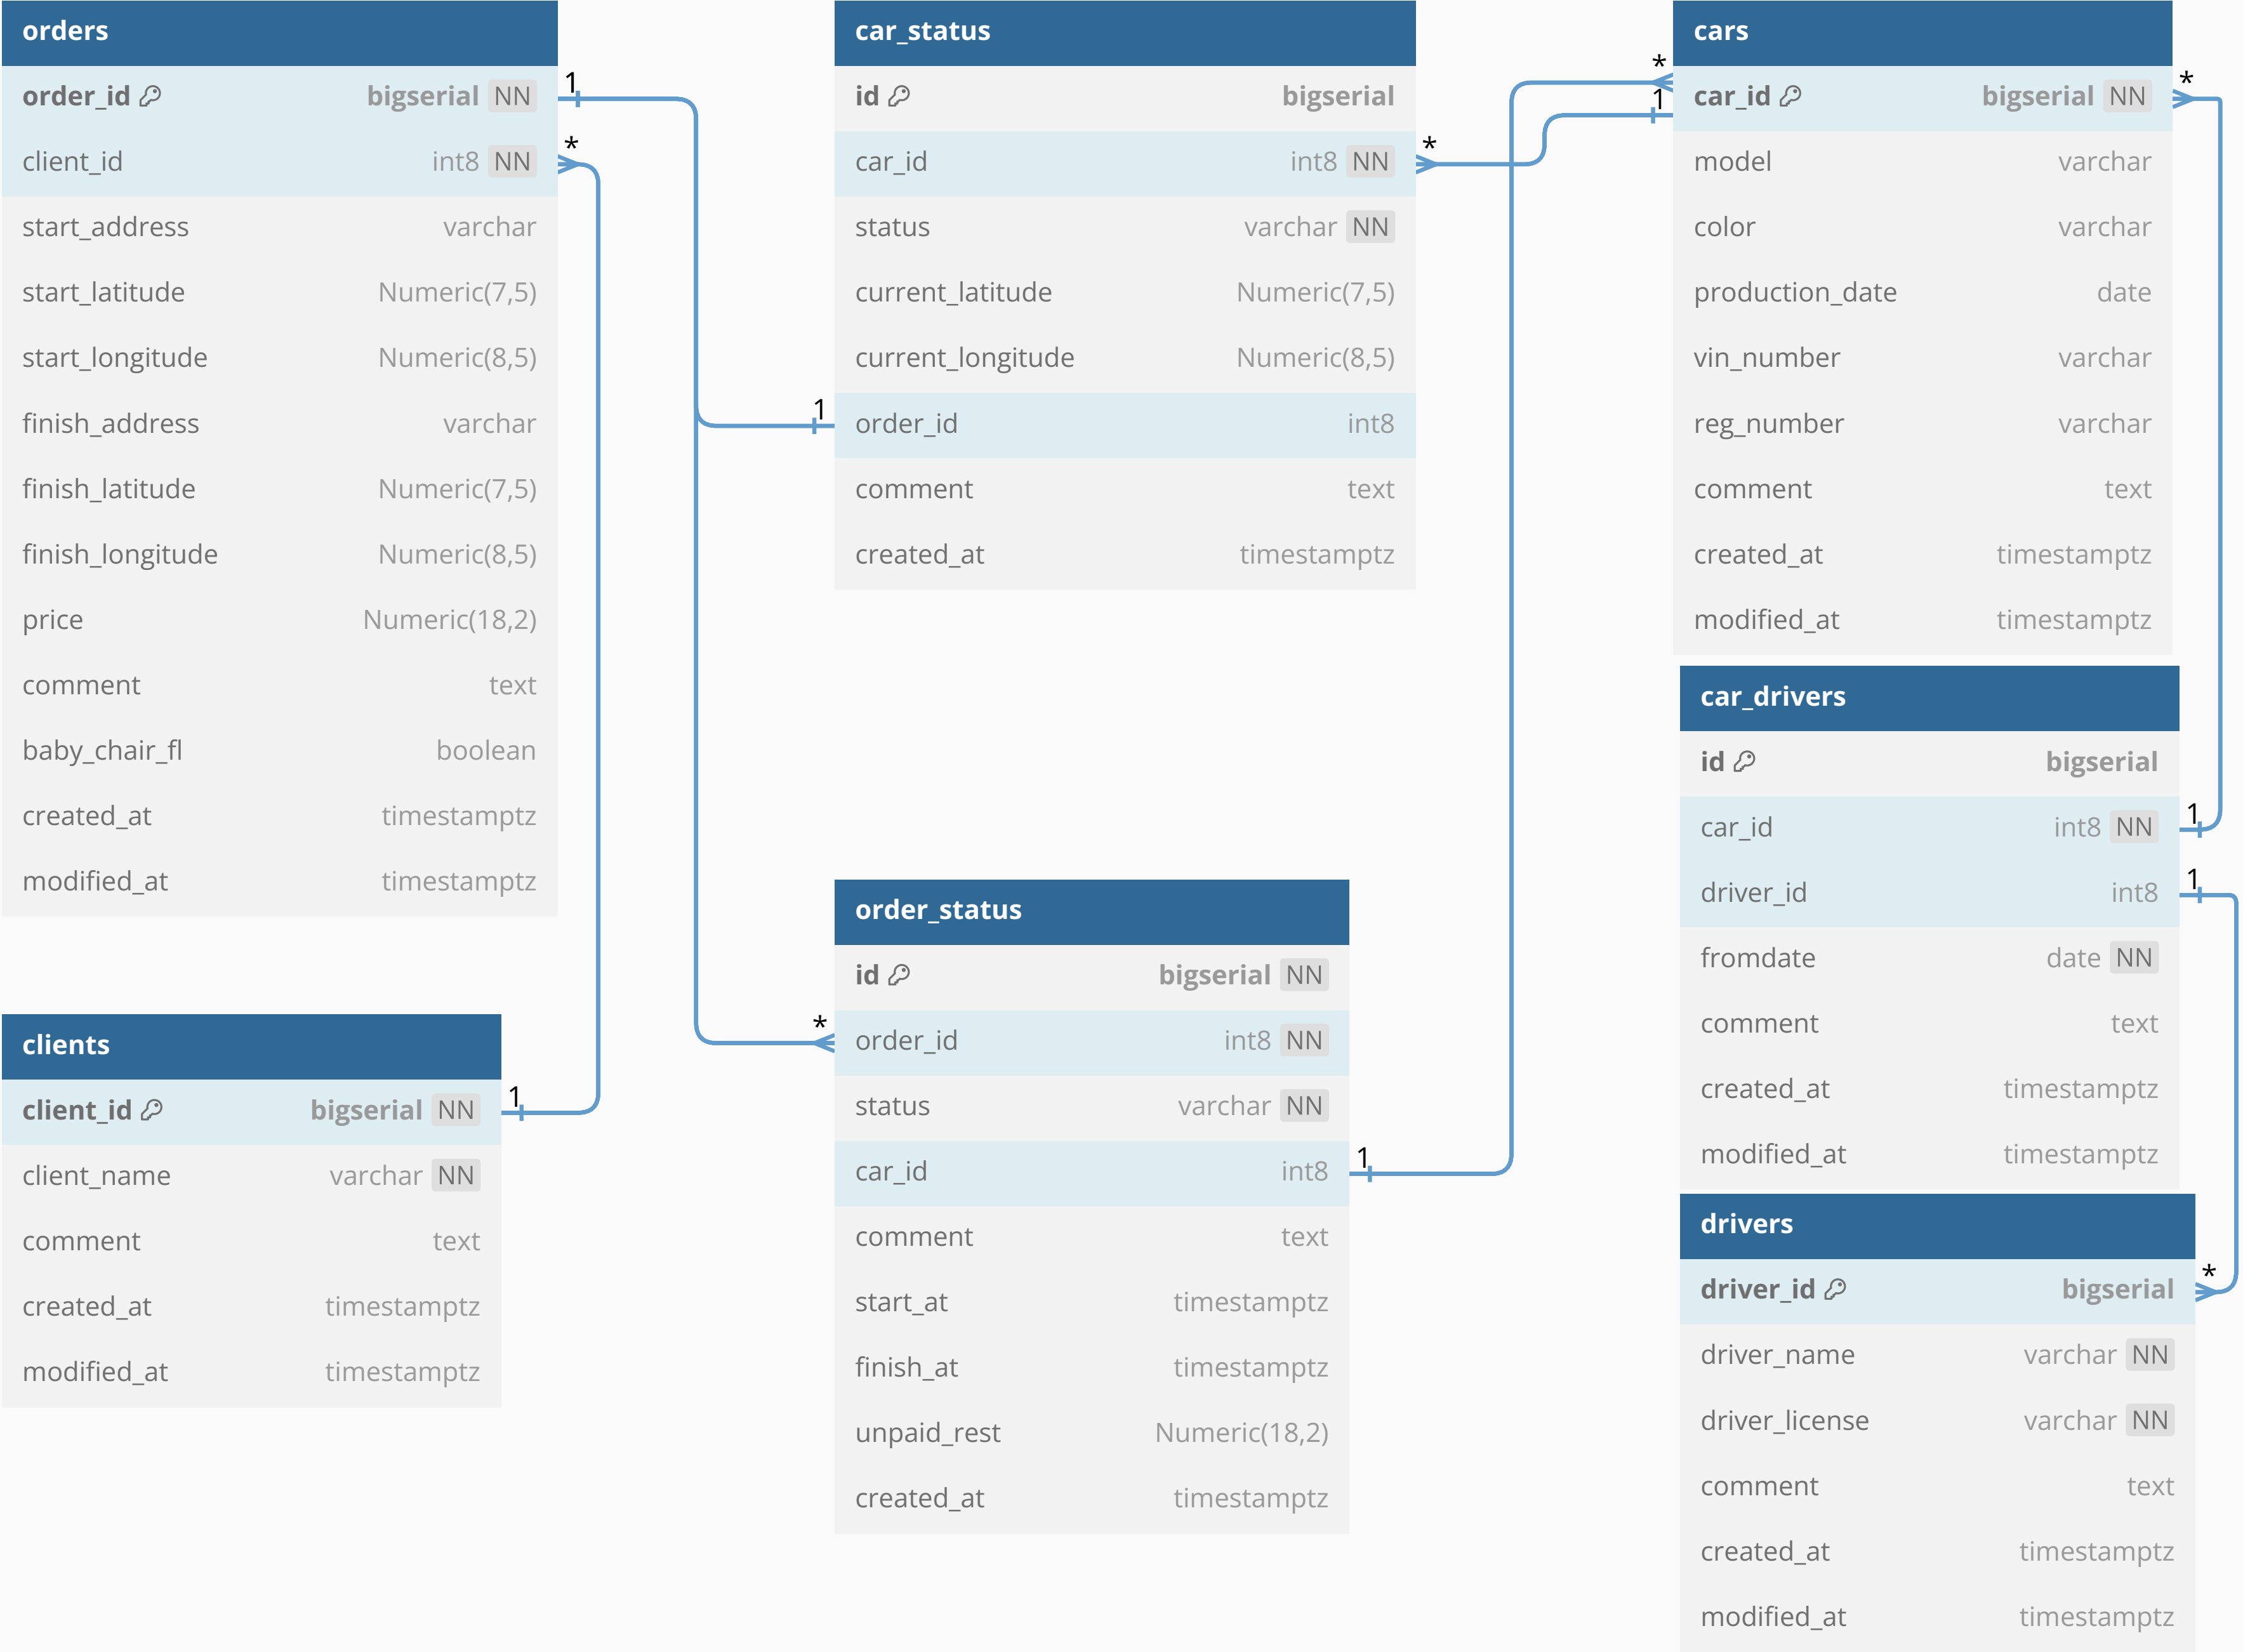 orders
order_id bigserial NN
client_id int8 NN
start_address varchar
start_latitude Numeric(7,5)
start_longitude Numeric(8,5)
finish_address varchar
finish_latitude Numeric(7,5)
finish_longitude Numeric(8,5)
price Numeric(18,2)
comment text
baby_chair_fl boolean
created_at timestamptz
modified_at timestamptz
1
*
clients
client_id bigserial NN
client_name varchar NN
comment text
created_at timestamptz
modified_at timestamptz
1
car_status
id bigserial
car_id int8 NN
status varchar NN
current_latitude Numeric(7,5)
current_longitude Numeric(8,5)
order_id int8
comment text
created_at timestamptz
*
1
order_status
id bigserial NN
order_id int8 NN
status varchar NN
car_id int8
comment text
start_at timestamptz
finish_at timestamptz
unpaid_rest Numeric(18,2)
created_at timestamptz
*
1
cars
car_id bigserial NN
model varchar
color varchar
production_date date
vin_number varchar
reg_number varchar
comment text
created_at timestamptz
modified_at timestamptz
*
1
*
car_drivers
id bigserial
car_id int8 NN
driver_id int8
fromdate date NN
comment text
created_at timestamptz
modified_at timestamptz
1
1
drivers
driver_id bigserial
driver_name varchar NN
driver_license varchar NN
comment text
created_at timestamptz
modified_at timestamptz
*